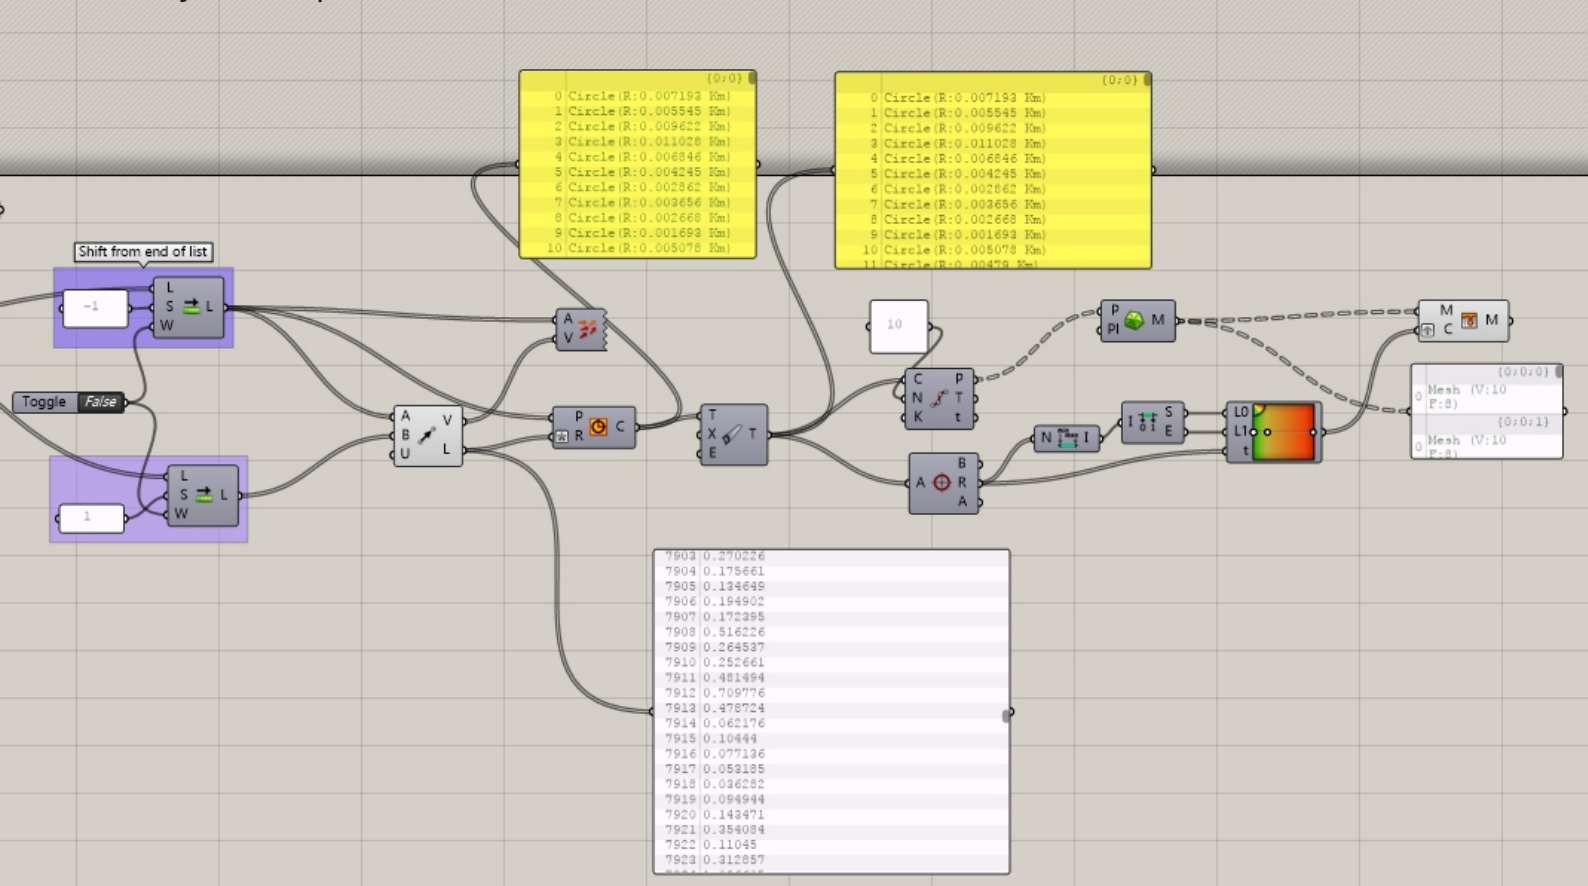 {0;0}
0 Circle(R:0.007193 Km)
1 Circle(R:0.005545 Km)
2 Circle(R:0.009622 Km)
3 Circle(R:0.011028 Km)
4 Circle(R:0.006846 Km)
5 Circle(R:0.004245 Km)
6 Circle(R:0.002862 Km)
7 Circle(R:0.003656 Km)
8 Circle(R:0.002668 Km)
9 Circle(R:0.001693 Km)
10 Circle(R:0.005078 Km)
{0;0}
0 Circle(R:0.007193 Km)
1 Circle(R:0.005545 Km)
2 Circle(R:0.009622 Km)
3 Circle(R:0.011028 Km)
4 Circle(R:0.006846 Km)
5 Circle(R:0.004245 Km)
6 Circle(R:0.002862 Km)
7 Circle(R:0.003656 Km)
8 Circle(R:0.002668 Km)
9 Circle(R:0.001693 Km)
10 Circle(R:0.005078 Km)
11 Circle(R:0.00479 Km)
Shift from end of list
-1
L
S L
W
Toggle False
1
L
S L
W
A V
B
U L
A
V
P C
R
T
X T
E
10
C P
N T
K t
B
A R
A
P M
Pl
N I
I S
E
L0
L1
t
M M
C
{0;0;0}
0 Mesh (V:10
F:8)
{0;0;1}
0 Mesh (V:10
F:8)
7903 0.270226
7904 0.175661
7905 0.134649
7906 0.194902
7907 0.172395
7908 0.516226
7909 0.264537
7910 0.252661
7911 0.481494
7912 0.709776
7913 0.478724
7914 0.062176
7915 0.10444
7916 0.077136
7917 0.053185
7918 0.036282
7919 0.094944
7920 0.143471
7921 0.354084
7922 0.11045
7923 0.312857